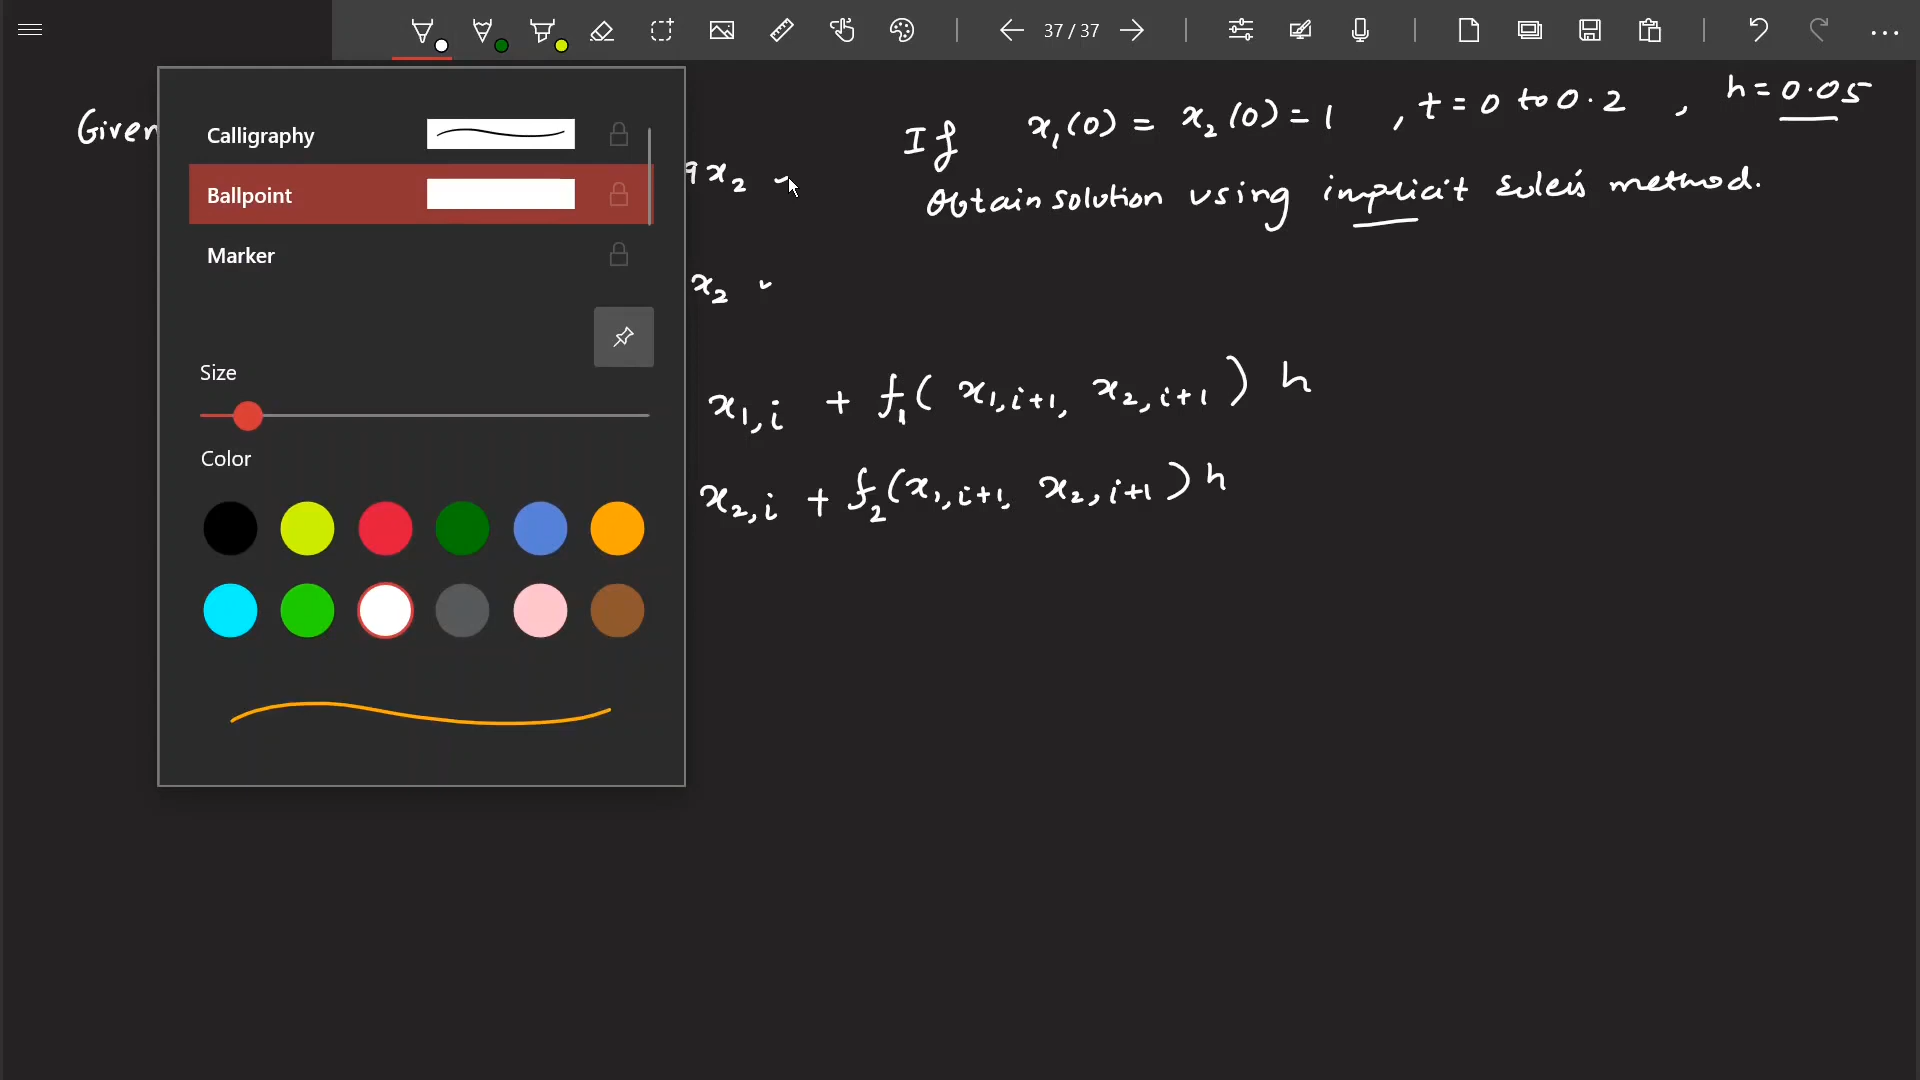 37 / 37
Given
Calligraphy
Ballpoint
Marker
Size
Color
9x₂
x₂
If x₁(0) = x₂(0) = 1 , t = 0 to 0.2 , h = 0.05
Obtain solution using implicit Euler's method.
x₁,ᵢ + f₁( x₁,ᵢ₊₁, x₂,ᵢ₊₁ ) h
x₂,ᵢ + f₂(x₁,ᵢ₊₁, x₂,ᵢ₊₁) h